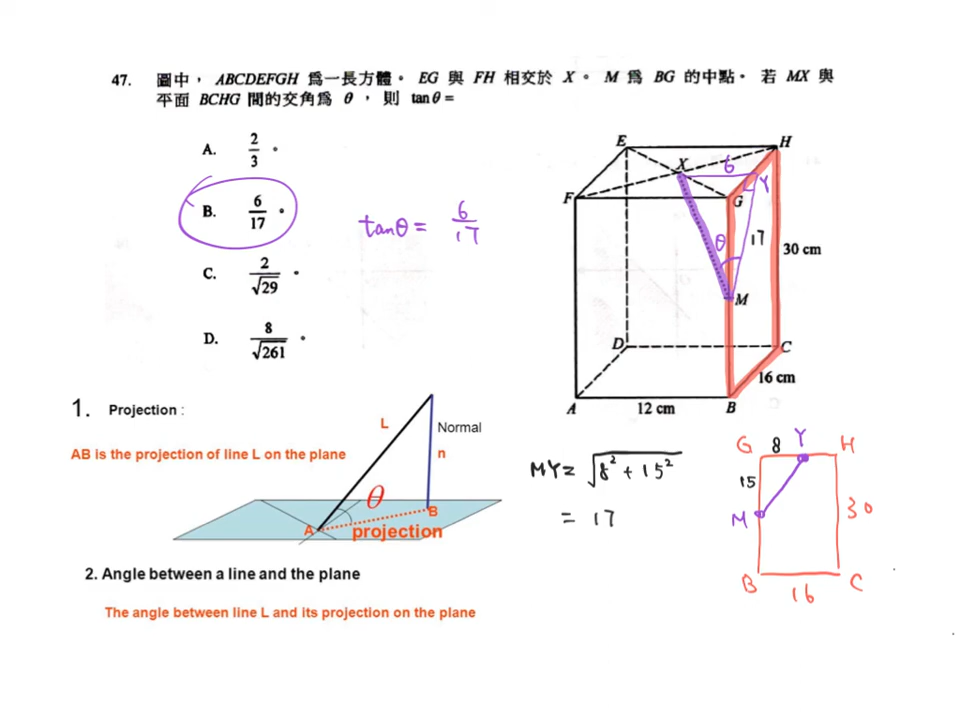 47. 圖中，ABCDEFGH 為一長方體。EG 與 FH 相交於 X。M 為 BG 的中點。若 MX 與
平面 BCHG 間的交角為 θ，則 tanθ =
A. 2/3。
B. 6/17。
C. 2/√29。
D. 8/√261。
tanθ = 6/17
E
H
X
6
F
G
Y
θ
17
30 cm
M
D
C
16 cm
A
12 cm
B
1. Projection :
AB is the projection of line L on the plane
L
Normal
n
θ
A
B
projection
2. Angle between a line and the plane
The angle between line L and its projection on the plane
MY = √8² + 15²
= 17
G 8 Y H
15
M
30
B
16
C